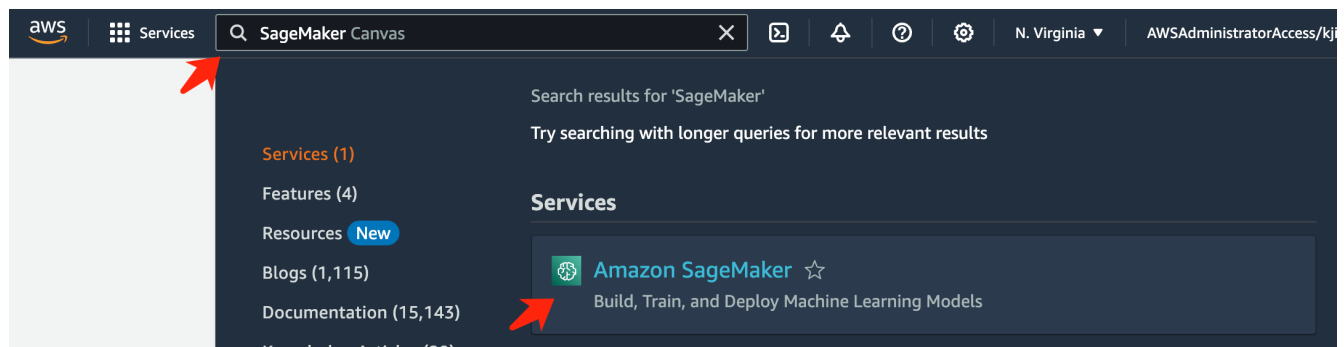 aws
Services
SageMaker Canvas
N. Virginia ▼
AWSAdministratorAccess/kji
Search results for 'SageMaker'
Try searching with longer queries for more relevant results
Services (1)
Features (4)
Resources New
Blogs (1,115)
Documentation (15,143)
Services
Amazon SageMaker
Build, Train, and Deploy Machine Learning Models